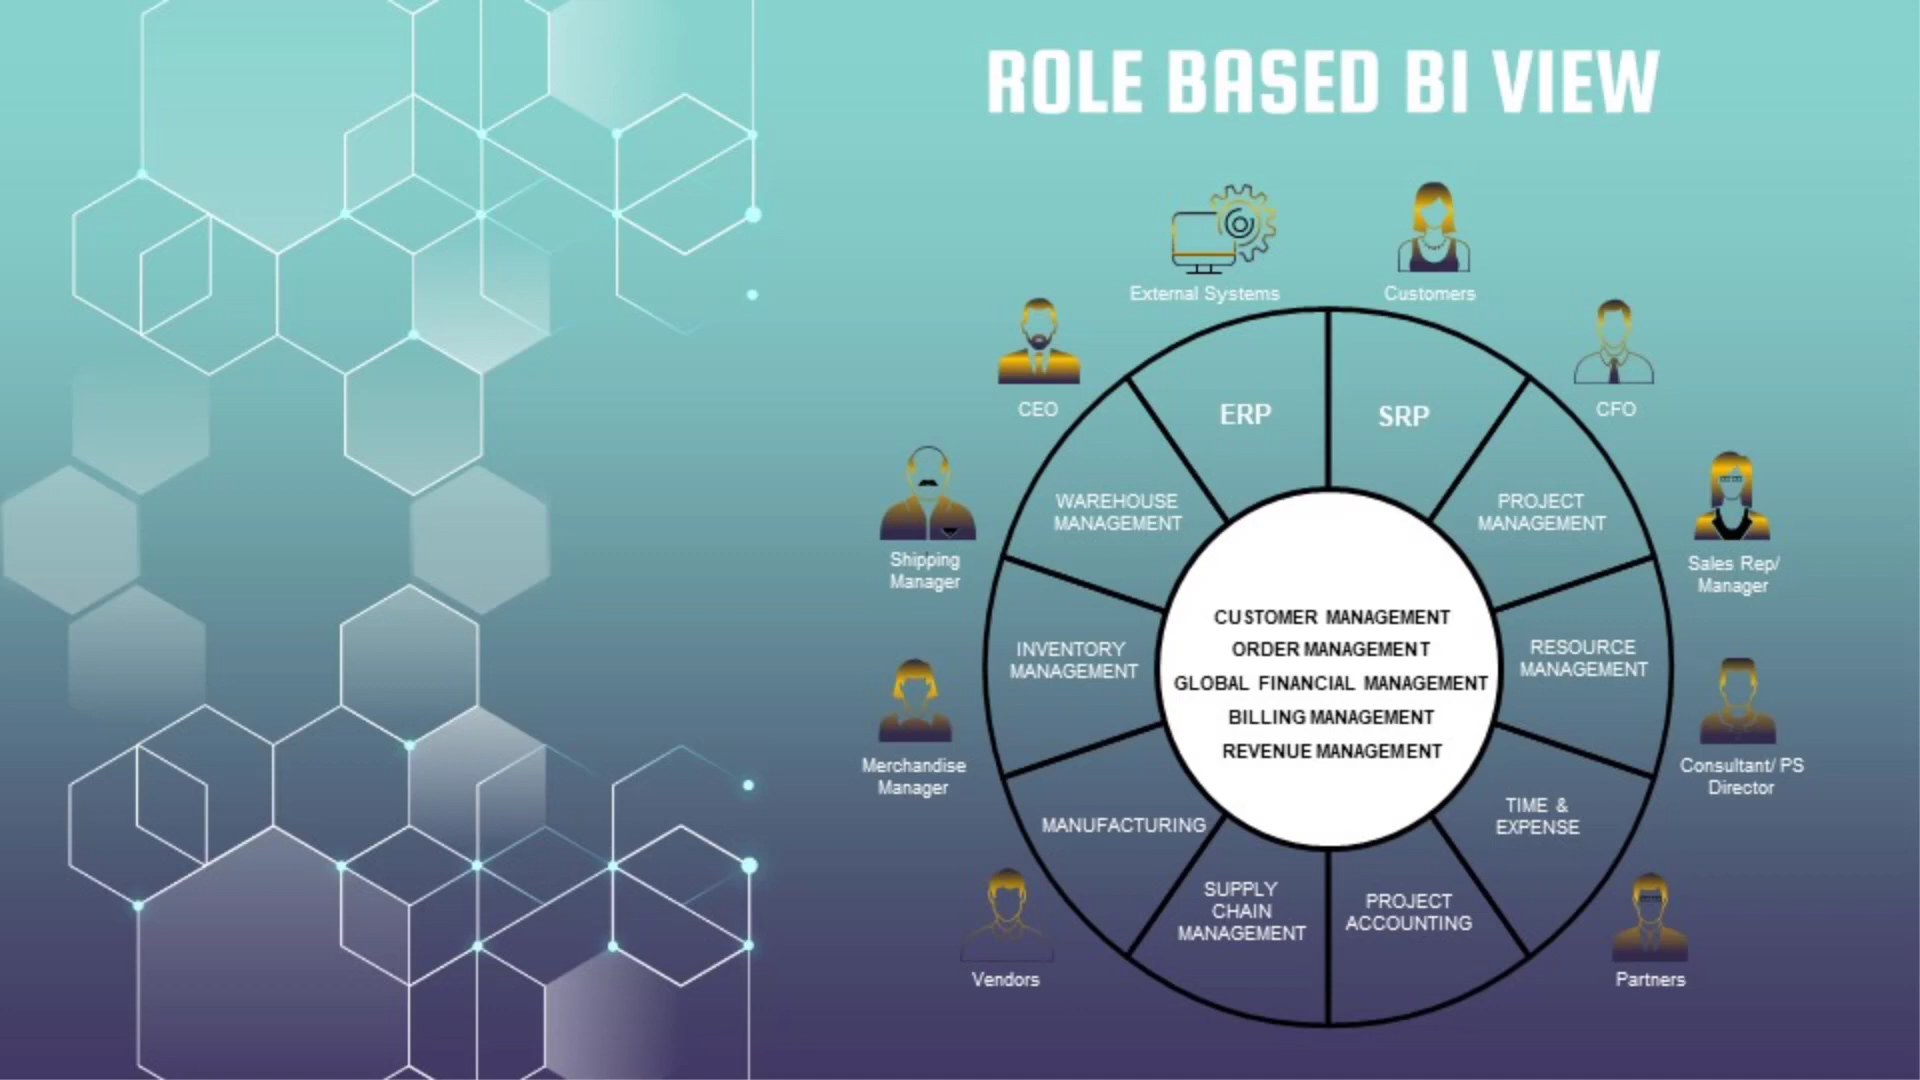 ROLE BASED BI VIEW
External Systems
Customers
CEO
CFO
ERP
SRP
WAREHOUSE
MANAGEMENT
PROJECT
MANAGEMENT
Shipping
Manager
Sales Rep/
Manager
INVENTORY
MANAGEMENT
RESOURCE
MANAGEMENT
CUSTOMER MANAGEMENT
ORDER MANAGEMENT
GLOBAL FINANCIAL MANAGEMENT
BILLING MANAGEMENT
REVENUE MANAGEMENT
Merchandise
Manager
Consultant/ PS
Director
MANUFACTURING
TIME &
EXPENSE
SUPPLY
CHAIN
MANAGEMENT
PROJECT
ACCOUNTING
Vendors
Partners